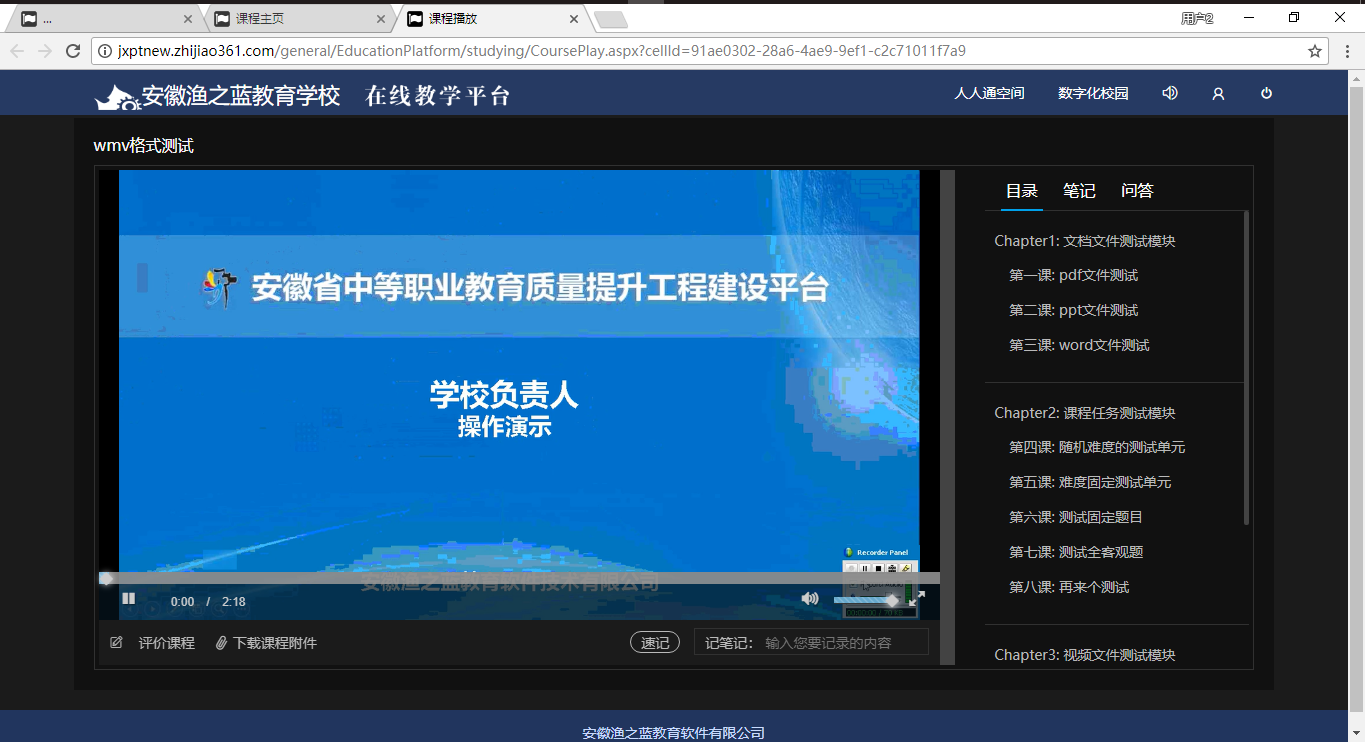 ...
课程主页
课程播放
用户2
jxptnew.zhijiao361.com/general/EducationPlatform/studying/CoursePlay.aspx?cellId=91ae0302-28a6-4ae9-9ef1-c2c71011f7a9
安徽渔之蓝教育学校 在线教学平台
人人通空间 数字化校园
wmv格式测试
安徽省中等职业教育质量提升工程建设平台
学校负责人
操作演示
Recorder Panel
安徽渔之蓝教育软件技术有限公司
0:00 / 2:18
评价课程 下载课程附件
速记
记笔记: 输入您要记录的内容
目录 笔记 问答
Chapter1: 文档文件测试模块
第一课: pdf文件测试
第二课: ppt文件测试
第三课: word文件测试
Chapter2: 课程任务测试模块
第四课: 随机难度的测试单元
第五课: 难度固定测试单元
第六课: 测试固定题目
第七课: 测试全客观题
第八课: 再来个测试
Chapter3: 视频文件测试模块
安徽渔之蓝教育软件有限公司